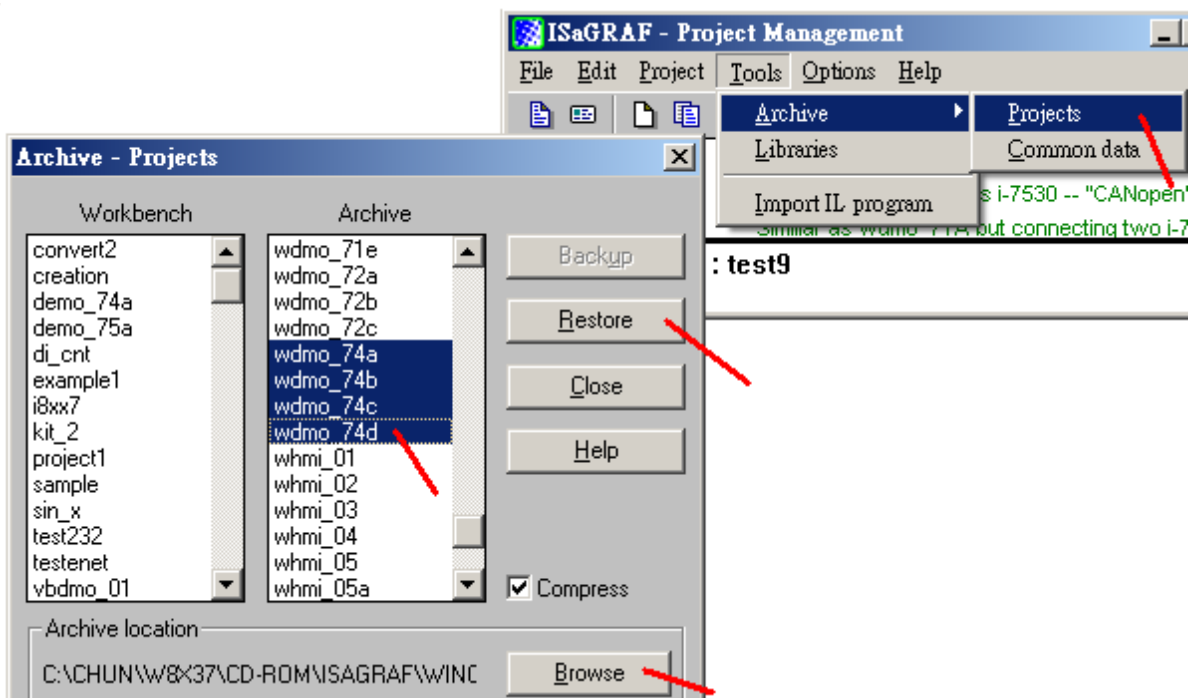 ISaGRAF - Project Management
File Edit Project Tools Options Help
Archive
Libraries
Import IL program
Projects
Common data
s i-7530 -- "CANopen"
Similar as wdmo_71A but connecting two i-7
: test9
Archive - Projects
Workbench
convert2
creation
demo_74a
demo_75a
di_cnt
example1
i8xx7
kit_2
project1
sample
sin_x
test232
testenet
vbdmo_01
Archive
wdmo_71e
wdmo_72a
wdmo_72b
wdmo_72c
wdmo_74a
wdmo_74b
wdmo_74c
wdmo_74d
whmi_01
whmi_02
whmi_03
whmi_04
whmi_05
whmi_05a
Backup
Restore
Close
Help
Compress
Archive location
C:\CHUN\W8X37\CD-ROM\ISAGRAF\WINC
Browse